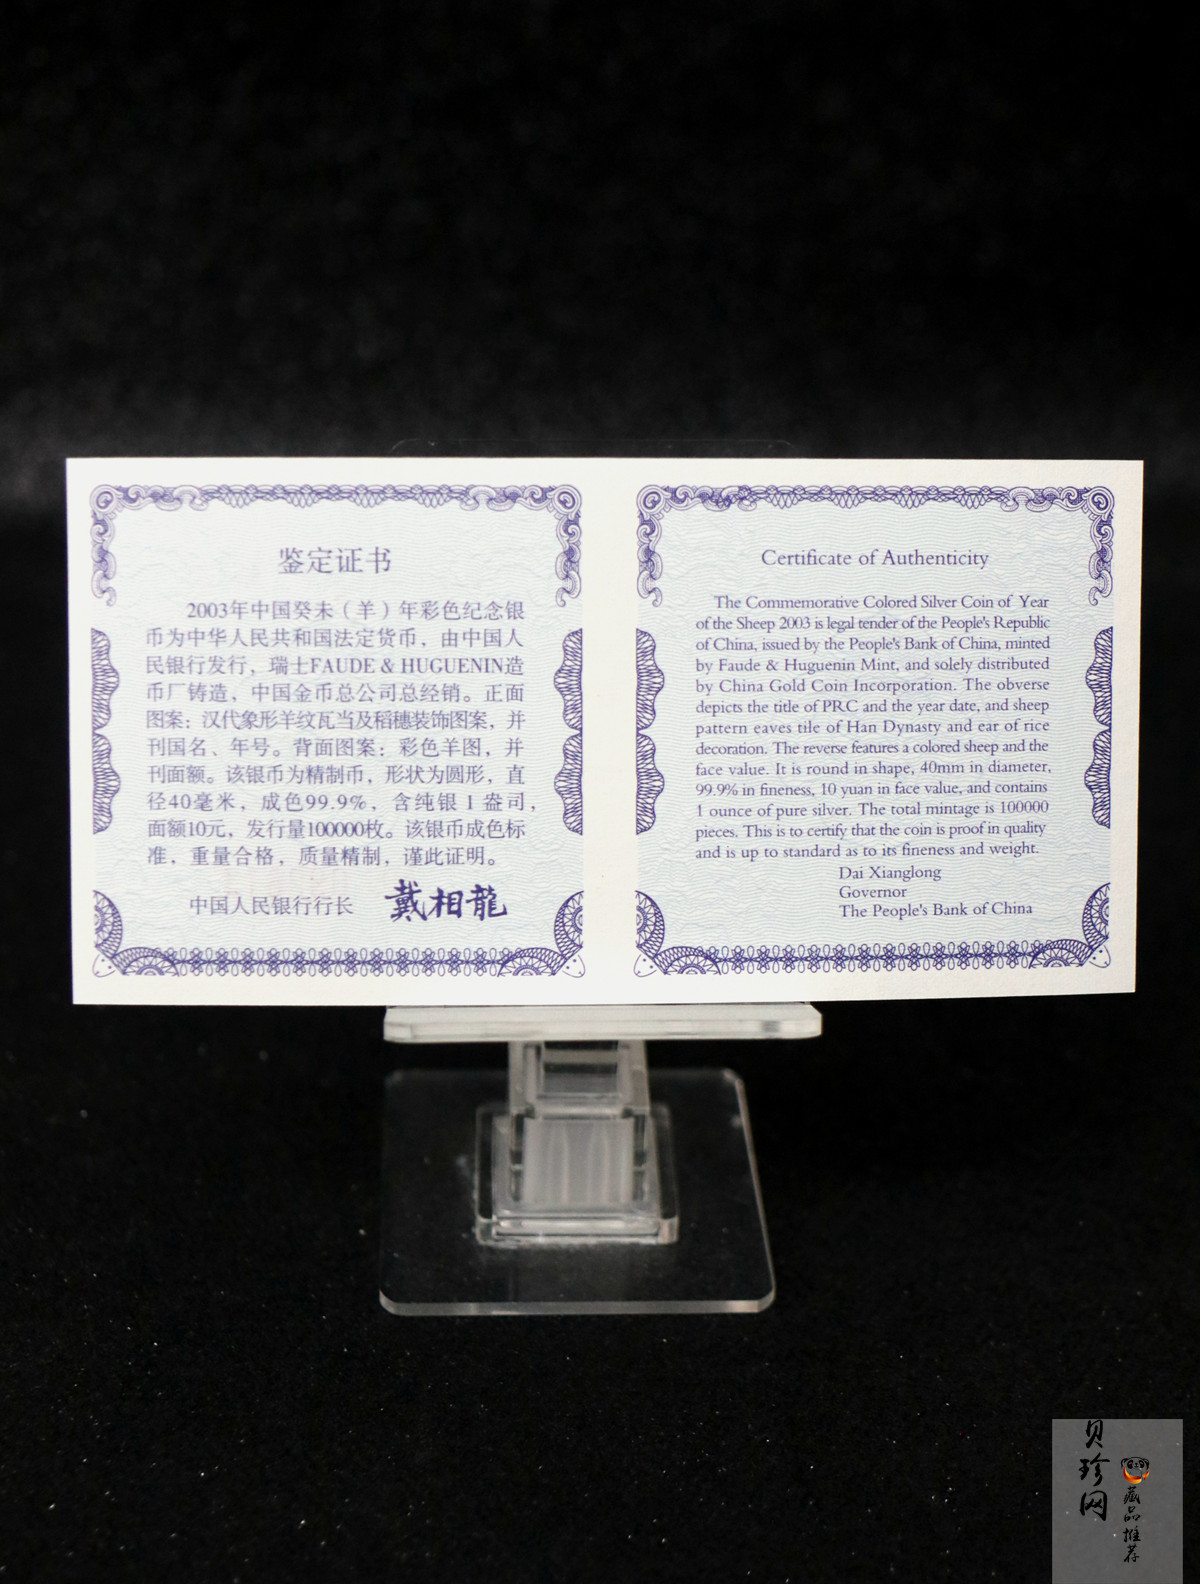 鉴定证书
2003年中国癸未（羊）年彩色纪念银
币为中华人民共和国法定货币，由中国人
民银行发行，瑞士FAUDE & HUGUENIN造
币厂铸造，中国金币总公司总经销。正面
图案：汉代象形羊纹瓦当及稻穗装饰图案，并
刊国名、年号。背面图案：彩色羊图，并
刊面额。该银币为精制币，形状为圆形，直
径40毫米，成色99.9%，含纯银1盎司，
面额10元，发行量100000枚。该银币成色标
准，重量合格，质量精制，谨此证明。
中国人民银行行长 戴相龍
Certificate of Authenticity
The Commemorative Colored Silver Coin of Year
of the Sheep 2003 is legal tender of the People's Republic
of China, issued by the People's Bank of China, minted
by Faude & Huguenin Mint, and solely distributed
by China Gold Coin Incorporation. The obverse
depicts the title of PRC and the year date, and sheep
pattern eaves tile of Han Dynasty and ear of rice
decoration. The reverse features a colored sheep and the
face value. It is round in shape, 40mm in diameter,
99.9% in fineness, 10 yuan in face value, and contains
1 ounce of pure silver. The total mintage is 100000
pieces. This is to certify that the coin is proof in quality
and is up to standard as to its fineness and weight.
Dai Xianglong
Governor
The People's Bank of China
贝珍网
藏品推荐